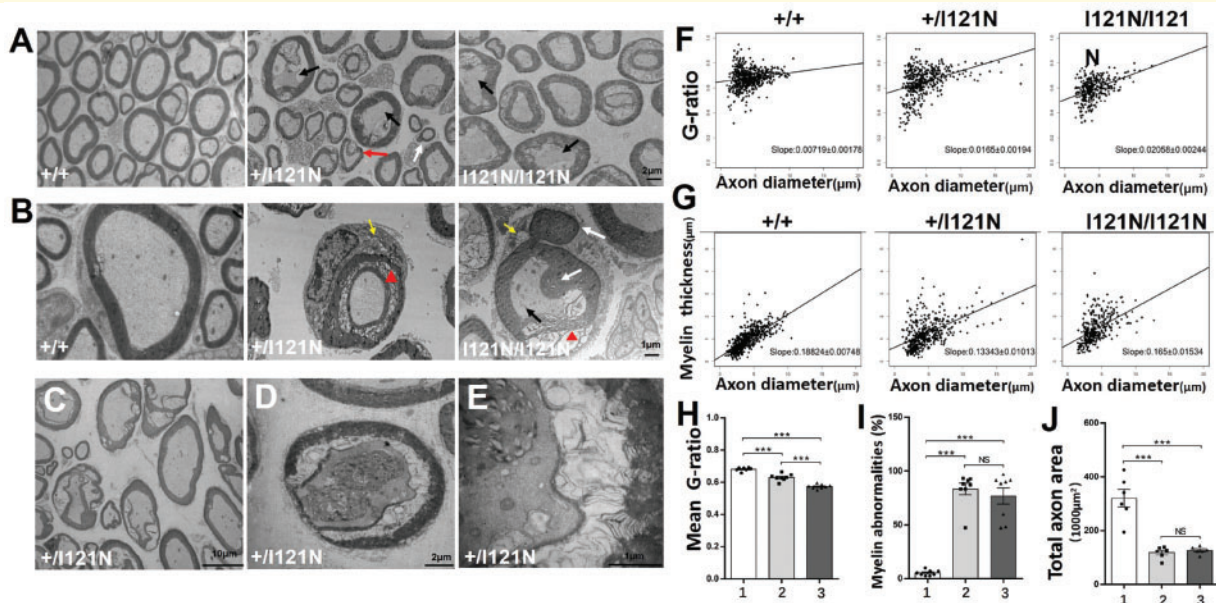 A
+/+
+/I121N
I121N/I121N
2μm
B
+/+
+/I121N
I121N/I121N
1μm
C
+/I121N
10μm
D
+/I121N
2μm
E
+/I121N
1μm
F
+/+
+/I121N
I121N/I121
N
G-ratio
Slope:0.00719±0.00176
Slope:0.0165±0.00194
Slope:0.02058±0.00244
Axon diameter(μm)
Axon diameter(μm)
Axon diameter(μm)
G
+/+
+/I121N
I121N/I121N
Myelin thickness(μm)
Slope:0.18824±0.00748
Slope:0.13343±0.01013
Slope:0.165±0.01534
Axon diameter(μm)
Axon diameter(μm)
Axon diameter(μm)
H
Mean G-ratio
1.0
0.8
0.6
0.4
0.2
0.0
***
***
***
1 2 3
I
Myelin abnormalities (%)
150
100
50
0
***
***
NS
1 2 3
J
Total axon area
(1000μm²)
600
400
200
0
***
***
NS
1 2 3